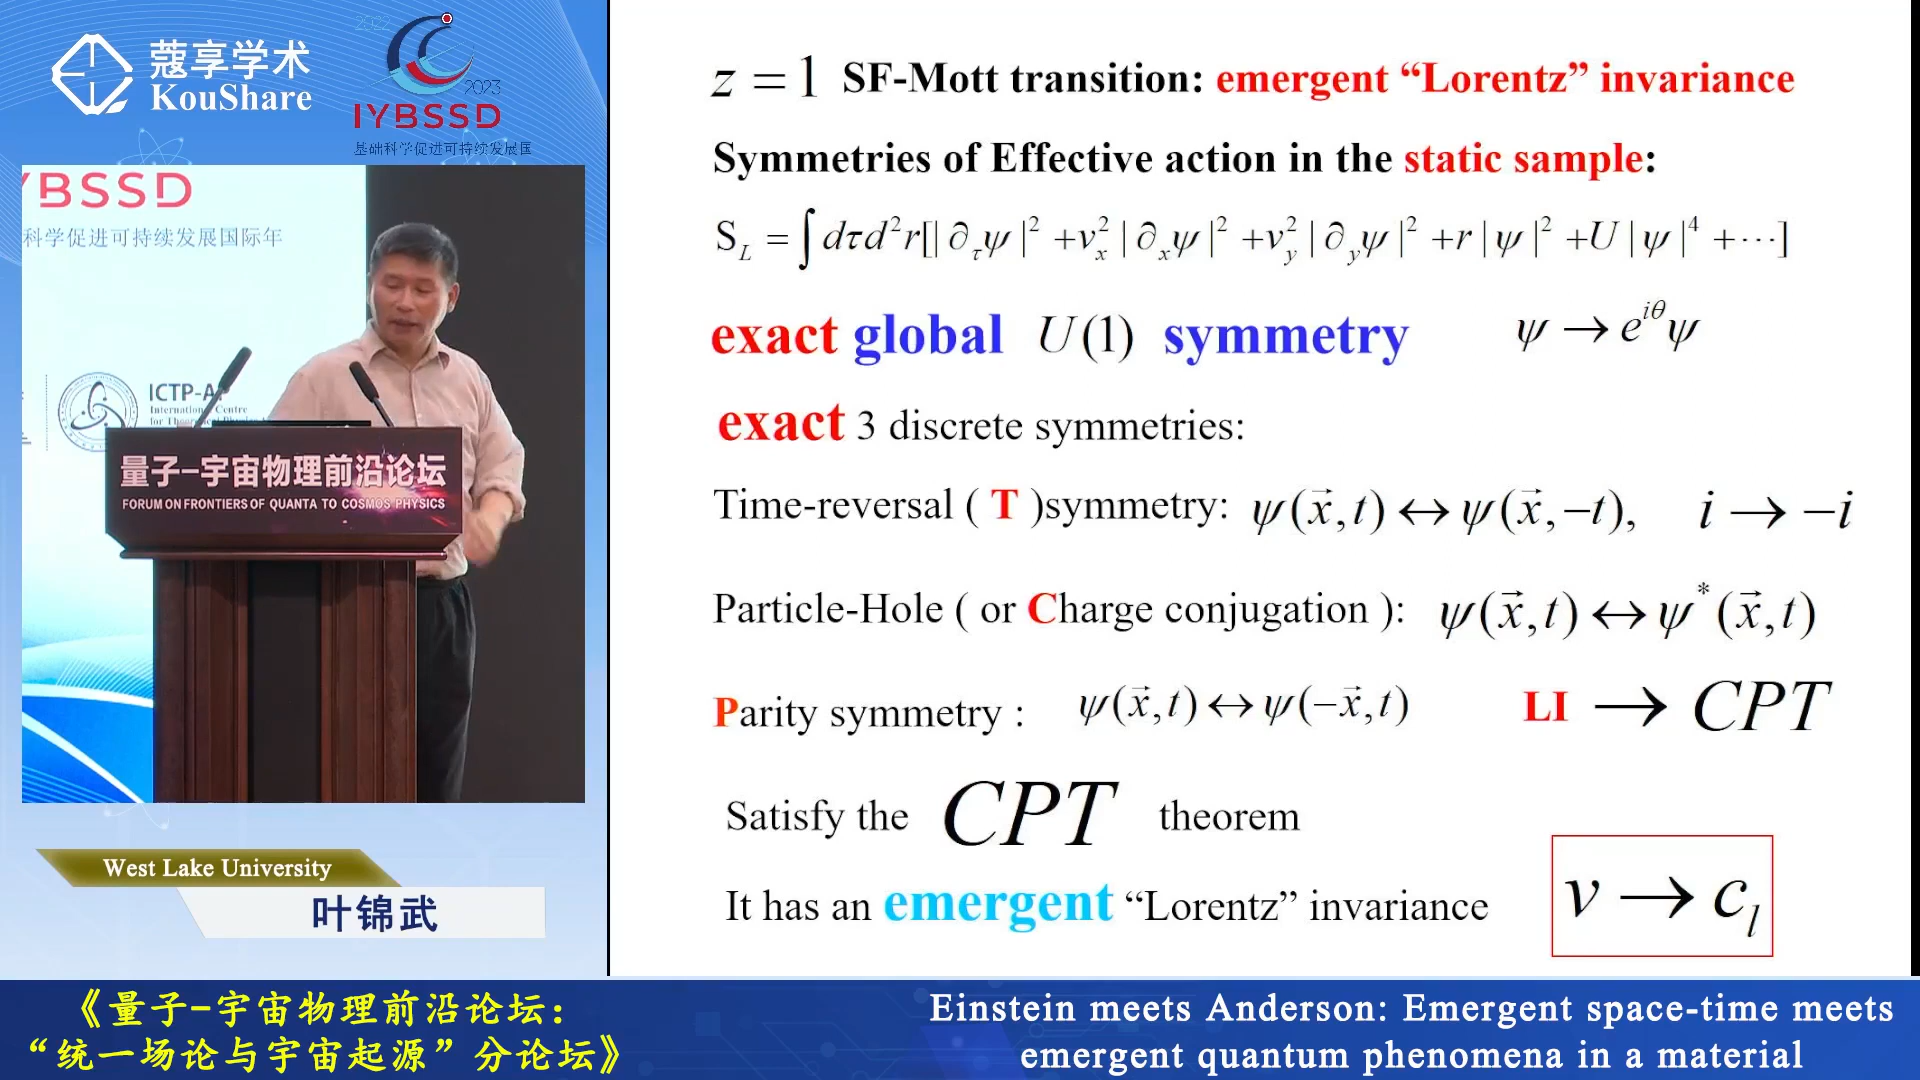 蔻享学术
KouShare
2022
2023
IYBSSD
基础科学促进可持续发展国
YBSSD
科学促进可持续发展国际年
ICTP-AP
International Centre
量子-宇宙物理前沿论坛
FORUM ON FRONTIERS OF QUANTA TO COSMOS PHYSICS
West Lake University
叶锦武
z = 1 SF-Mott transition: emergent “Lorentz” invariance
Symmetries of Effective action in the static sample:
S_L = ∫ dτd²r[| ∂_τψ |² +v_x² | ∂_xψ |² +v_y² | ∂_yψ |² +r | ψ |² +U | ψ |⁴ +⋯]
exact global U(1) symmetry ψ → e^{iθ}ψ
exact 3 discrete symmetries:
Time-reversal ( T )symmetry: ψ(x⃗,t) ↔ ψ(x⃗,−t), i → −i
Particle-Hole ( or Charge conjugation ): ψ(x⃗,t) ↔ ψ*(x⃗,t)
Parity symmetry : ψ(x⃗,t) ↔ ψ(−x⃗,t) LI → CPT
Satisfy the CPT theorem
It has an emergent “Lorentz” invariance v → c_l
《量子-宇宙物理前沿论坛：
“统一场论与宇宙起源”分论坛》
Einstein meets Anderson: Emergent space-time meets
emergent quantum phenomena in a material